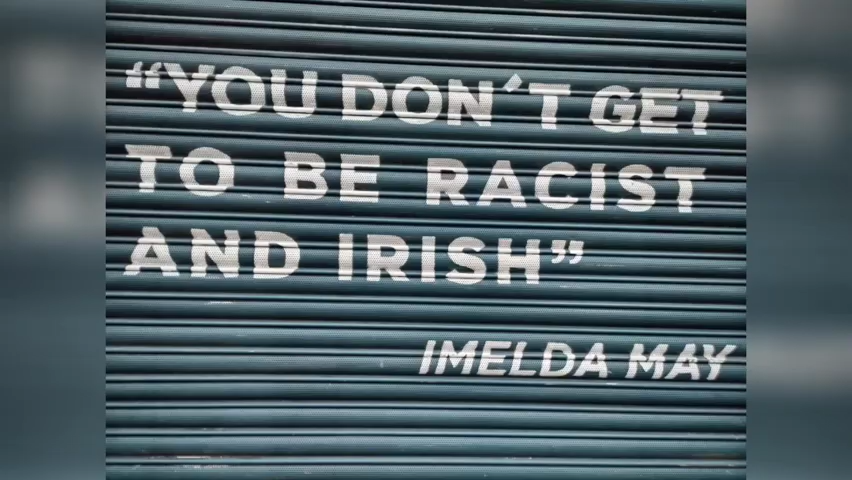 “YOU DON´T GET
TO BE RACIST
AND IRISH”
IMELDA MAY